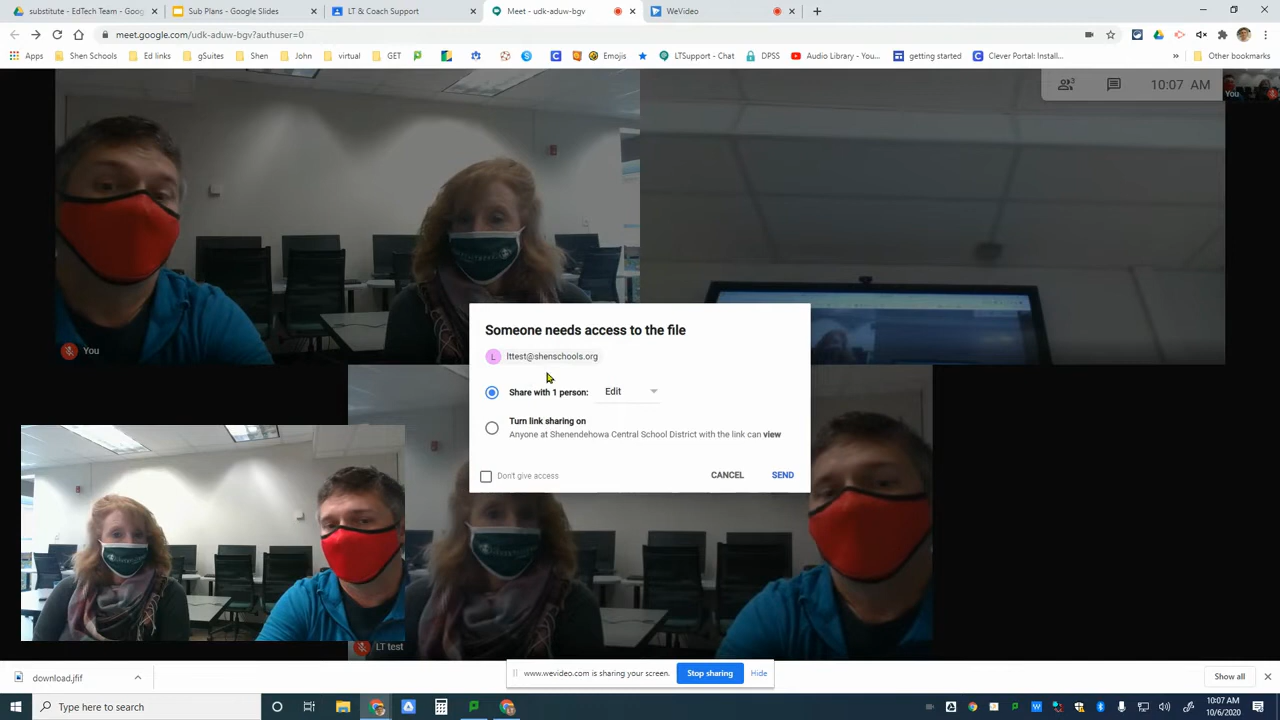 substitute - EdTech Team - Goog
Sub Plans - Google Slides
LT & Coach Support
Meet - udk-aduw-bgv
WeVideo
meet.google.com/udk-aduw-bgv?authuser=0
Apps
Shen Schools
Ed links
gSuites
John
virtual
GET
Emojis
LTSupport - Chat
DPSS
Audio Library - You...
getting started
Clever Portal: Install...
Other bookmarks
10:07 AM
You
You
Someone needs access to the file
L
lttest@shenschools.org
Share with 1 person:
Edit
Turn link sharing on
Anyone at Shenendehowa Central School District with the link can view
Don't give access
CANCEL
SEND
LT test
www.wevideo.com is sharing your screen.
Stop sharing
Hide
download.jfif
Show all
Type here to search
10:07 AM
10/6/2020